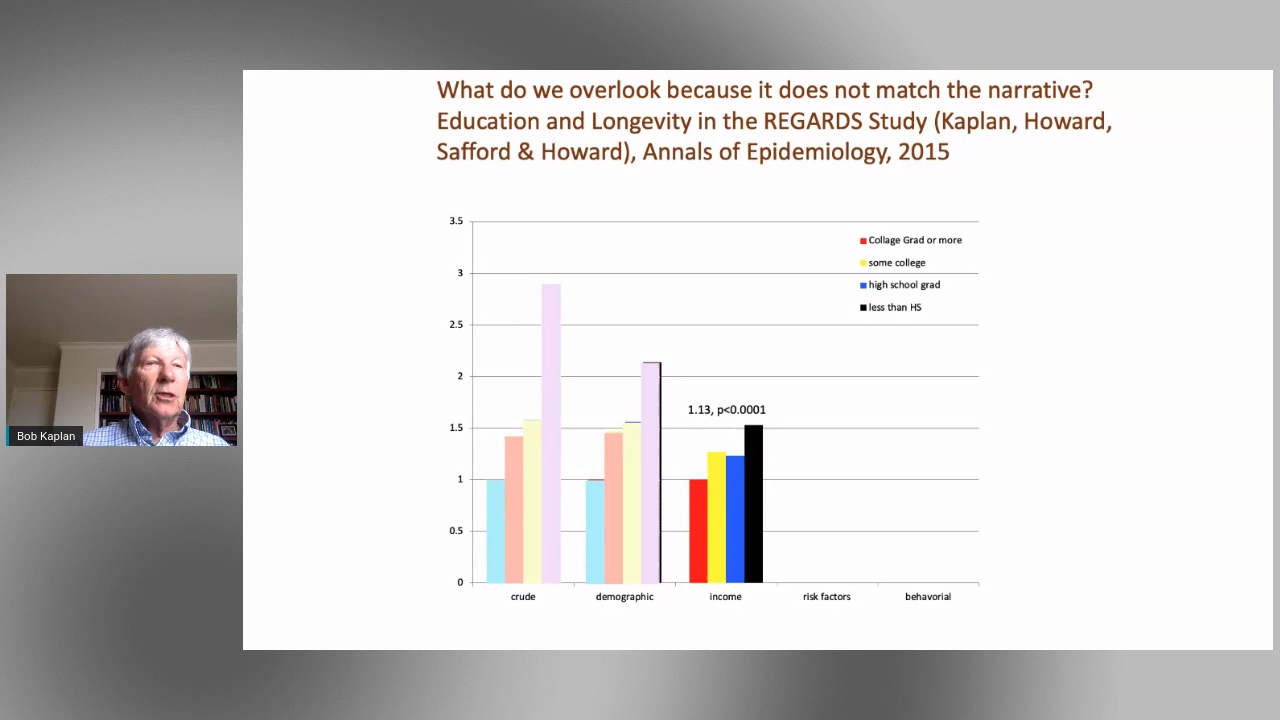 What do we overlook because it does not match the narrative?
Education and Longevity in the REGARDS Study (Kaplan, Howard,
Safford & Howard), Annals of Epidemiology, 2015
3.5
Collage Grad or more
some college
3
high school grad
less than HS
2.5
2
1.13, p<0.0001
1.5
1
0.5
0
crude
demographic
income
risk factors
behavorial
Bob Kaplan